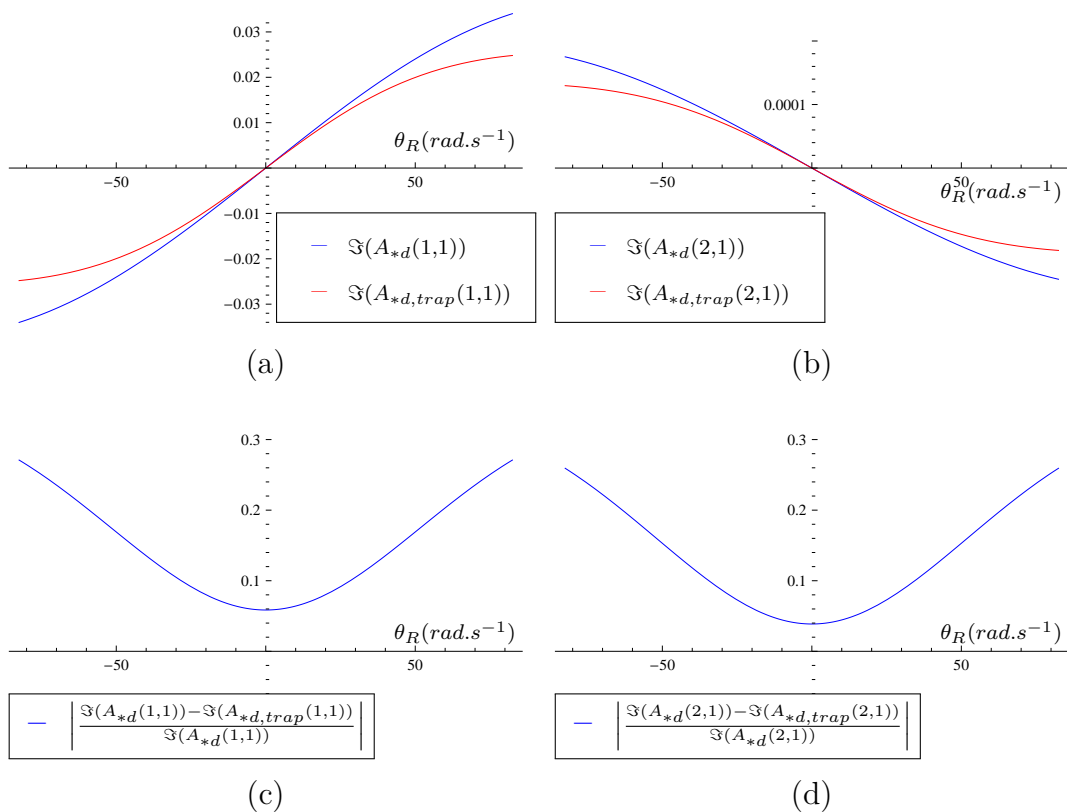 0.03
0.02
0.01
θ_R(rad.s⁻¹)
−50
50
−0.01
−0.02
−0.03
— ℑ(A_{*d}(1,1))
— ℑ(A_{*d,trap}(1,1))
(a)
0.0001
−50
50
θ_R(rad.s⁻¹)
— ℑ(A_{*d}(2,1))
— ℑ(A_{*d,trap}(2,1))
(b)
0.3
0.2
0.1
θ_R(rad.s⁻¹)
−50
50
— |(ℑ(A_{*d}(1,1))−ℑ(A_{*d,trap}(1,1)))/ℑ(A_{*d}(1,1))|
(c)
0.3
0.2
0.1
θ_R(rad.s⁻¹)
−50
50
— |(ℑ(A_{*d}(2,1))−ℑ(A_{*d,trap}(2,1)))/ℑ(A_{*d}(2,1))|
(d)